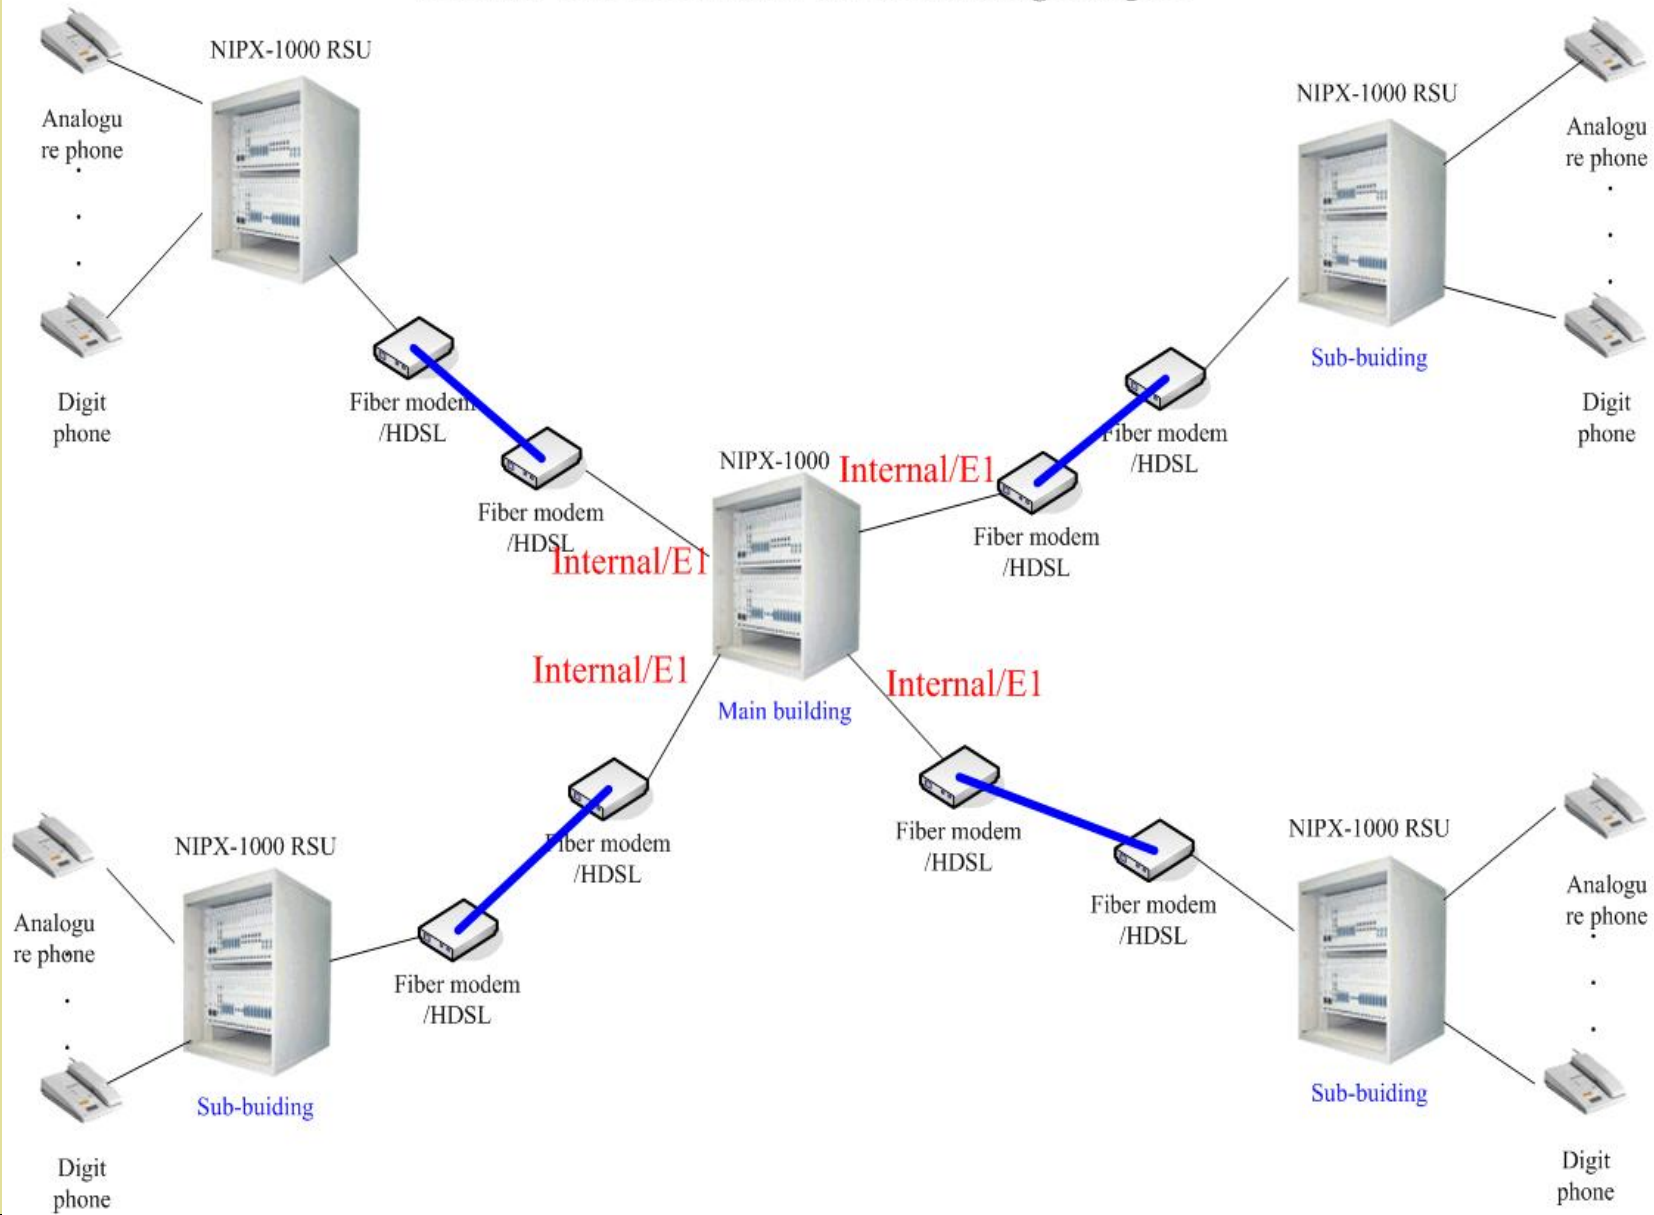 NIPX-1000 RSU
Analogu
re phone
Digit
phone
Fiber modem
/HDSL
Fiber modem
/HDSL
Internal/E1
NIPX-1000 RSU
Analogu
re phone
Sub-buiding
Digit
phone
Fiber modem
/HDSL
NIPX-1000
Internal/E1
Fiber modem
/HDSL
Main building
Internal/E1
Internal/E1
Fiber modem
/HDSL
NIPX-1000 RSU
Analogu
re phone
Fiber modem
/HDSL
Sub-buiding
Digit
phone
Fiber modem
/HDSL
Fiber modem
/HDSL
NIPX-1000 RSU
Analogu
re phone
Sub-buiding
Digit
phone